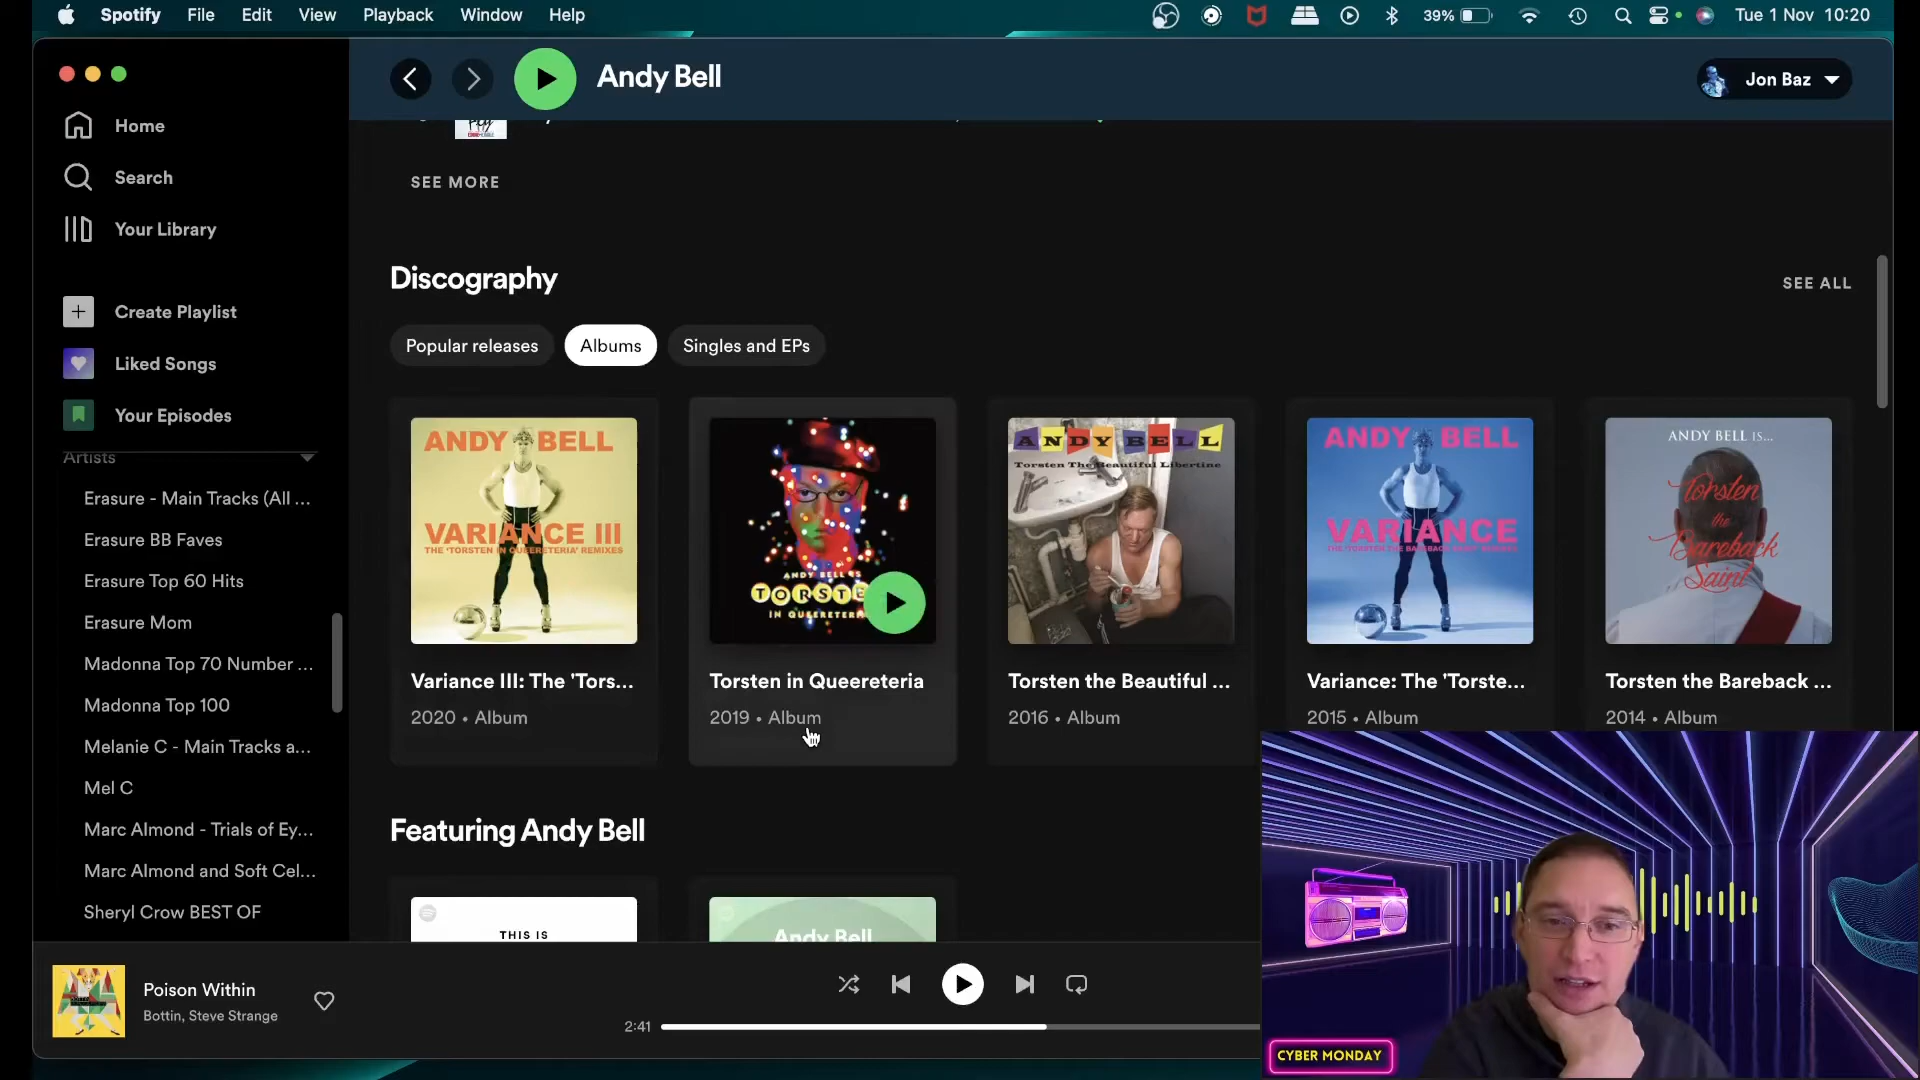 Spotify File Edit View Playback Window Help 39% Tue 1 Nov 10:20
Andy Bell
Jon Baz
Home
Search
Your Library
Create Playlist
Liked Songs
Your Episodes
Artists
Erasure - Main Tracks (All ...
Erasure BB Faves
Erasure Top 60 Hits
Erasure Mom
Madonna Top 70 Number ...
Madonna Top 100
Melanie C - Main Tracks a...
Mel C
Marc Almond - Trials of Ey...
Marc Almond and Soft Cel...
Sheryl Crow BEST OF
SEE MORE
Discography
SEE ALL
Popular releases Albums Singles and EPs
ANDY BELL
VARIANCE III
THE 'TORSTEN IN QUEERETERIA' REMIXES
Variance III: The 'Tors...
2020 • Album
ANDY BELL IS
TORSTE
IN QUEERETERI
Torsten in Queereteria
2019 • Album
ANDY BELL
Torsten The Beautiful Libertine
Torsten the Beautiful ...
2016 • Album
ANDY BELL
VARIANCE
THE 'TORSTEN THE BAREBACK SAINT' REMIXES
Variance: The 'Torste...
2015 • Album
ANDY BELL IS...
Torsten
the
Bareback
Saint
Torsten the Bareback ...
2014 • Album
Featuring Andy Bell
THIS IS
Andy Bell
Poison Within
Bottin, Steve Strange
2:41
CYBER MONDAY